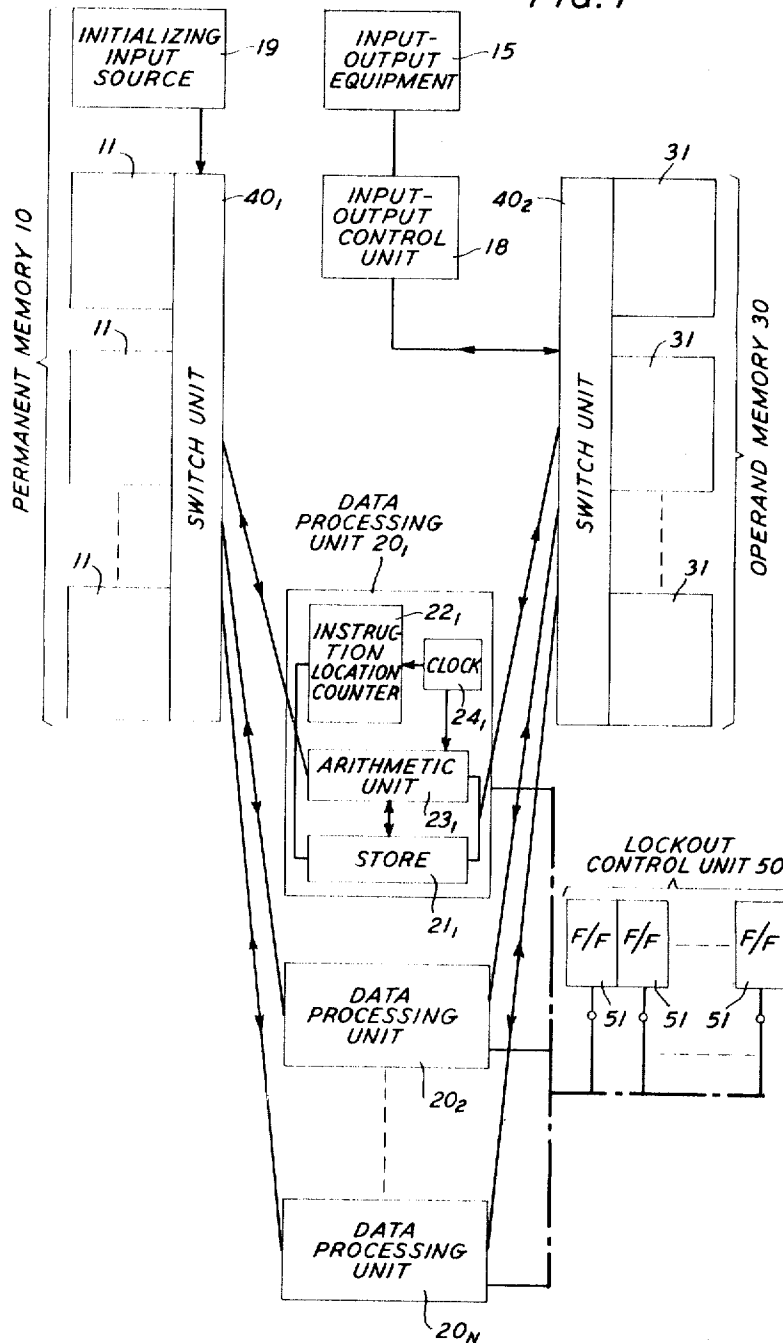 FIG. 1
INITIALIZING
INPUT
SOURCE
19
INPUT-
OUTPUT
EQUIPMENT
15
11
40₁
INPUT-
OUTPUT
CONTROL
UNIT
18
40₂
31
PERMANENT MEMORY 10
11
SWITCH UNIT
SWITCH UNIT
31
OPERAND MEMORY 30
11
DATA
PROCESSING
UNIT 20₁
31
INSTRUC-
TION
LOCATION
COUNTER
22₁
CLOCK
24₁
ARITHMETIC
UNIT
23₁
STORE
21₁
LOCKOUT
CONTROL UNIT 50
F/F
F/F
F/F
51
51
51
DATA
PROCESSING
UNIT
20₂
DATA
PROCESSING
UNIT
20ₙ